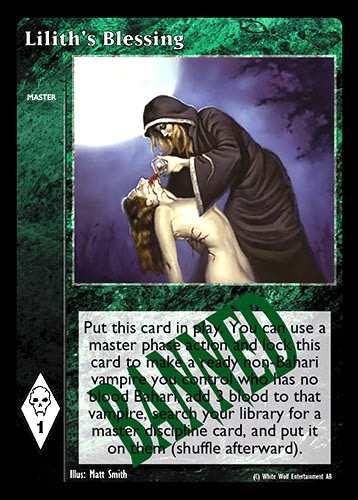 Lilith's Blessing
MASTER
Put this card in play. You can use a
master phase action and lock this
card to make a ready non-Bahari
vampire you control who has no
blood Bahari, add 3 blood to that
vampire, search your library for a
master discipline card, and put it
on them (shuffle afterward).
BANNED
1
Illus: Matt Smith
(C) White Wolf Entertainment AB